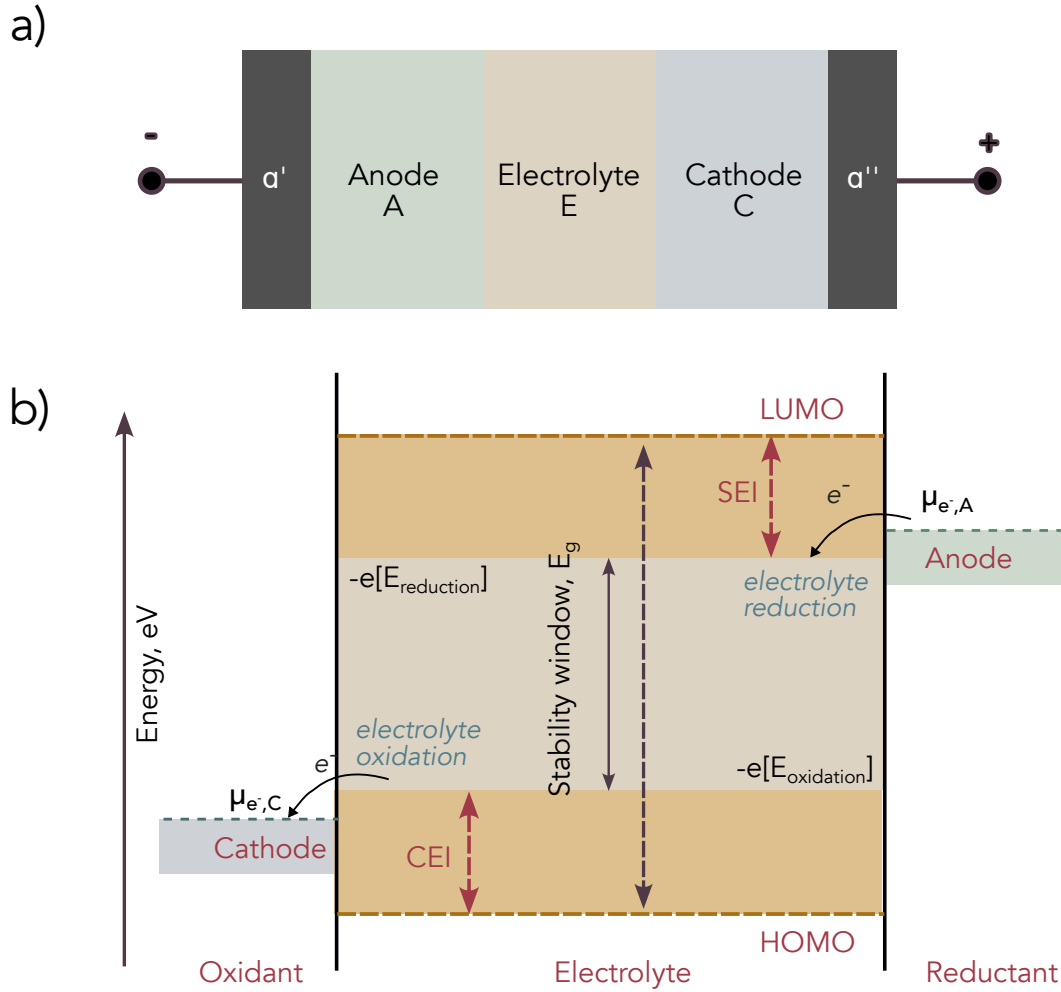 a)
-
+
α'
Anode
A
Electrolyte
E
Cathode
C
α''
b)
LUMO
SEI
e⁻
μe⁻,A
Anode
-e[Ereduction]
electrolyte
reduction
Stability window, Eg
Energy, eV
electrolyte
oxidation
-e[Eoxidation]
e⁻
μe⁻,C
Cathode
CEI
HOMO
Oxidant
Electrolyte
Reductant